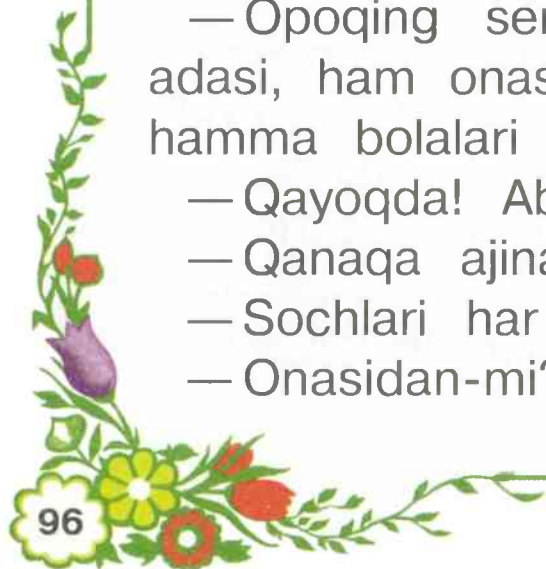 — Opoqing
adasi, ham
hamma bolalari
— Qayoqda!
— Qanaqa
— Sochlari har
— Onasidan-mi
96